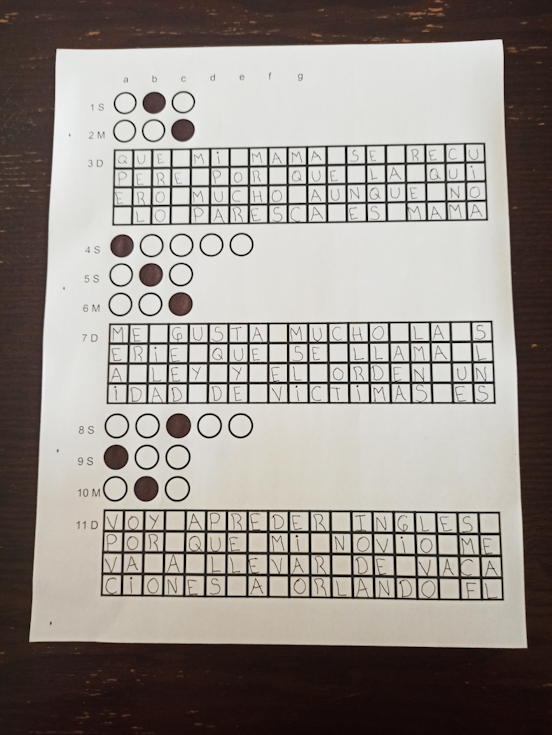 a b c d e f g
1 S
2 M
3 D QUE Mi MAMA SE RECU
PERE POR QUE LA QUi
ERO MUCHO AUNQUE NO
LO PARESCA ES MAMA
4 S
5 S
6 M
7 D ME GUSTA MUCHO LA S
ERiE QUE SE LLAMA L
A LEY Y EL ORDEN UN
iDAD DE ViCTiMAS ES
8 S
9 S
10 M
11 D VOY APREDER INGLES
POR QUE Mi NOViO ME
VA A LLEVAR DE VACA
CiONES A ORLANDO FL